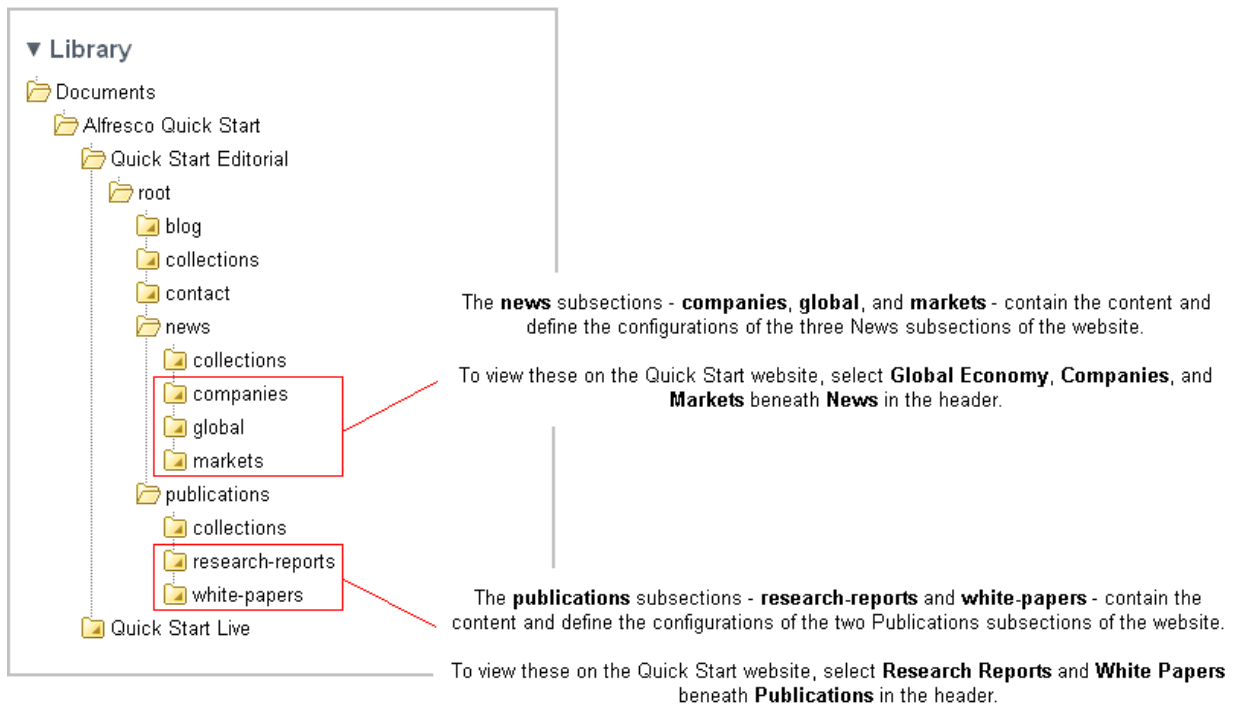 ▼ Library
Documents
Alfresco Quick Start
Quick Start Editorial
root
blog
collections
contact
news
collections
companies
global
markets
publications
collections
research-reports
white-papers
Quick Start Live
The news subsections - companies, global, and markets - contain the content and
define the configurations of the three News subsections of the website.
To view these on the Quick Start website, select Global Economy, Companies, and
Markets beneath News in the header.
The publications subsections - research-reports and white-papers - contain the
content and define the configurations of the two Publications subsections of the website.
To view these on the Quick Start website, select Research Reports and White Papers
beneath Publications in the header.